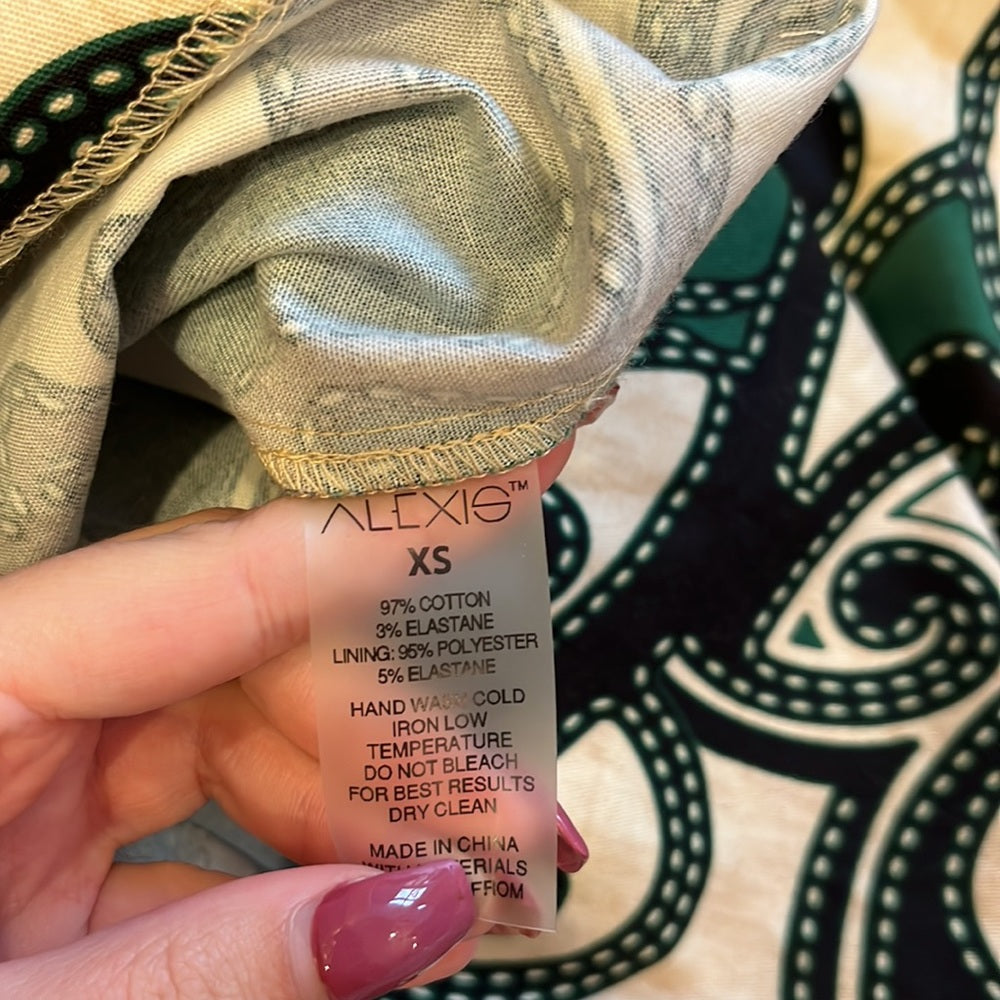 ALEXIS™
XS
97% COTTON
3% ELASTANE
LINING: 95% POLYESTER
5% ELASTANE
HAND WASH COLD
IRON LOW
TEMPERATURE
DO NOT BLEACH
FOR BEST RESULTS
DRY CLEAN
MADE IN CHINA